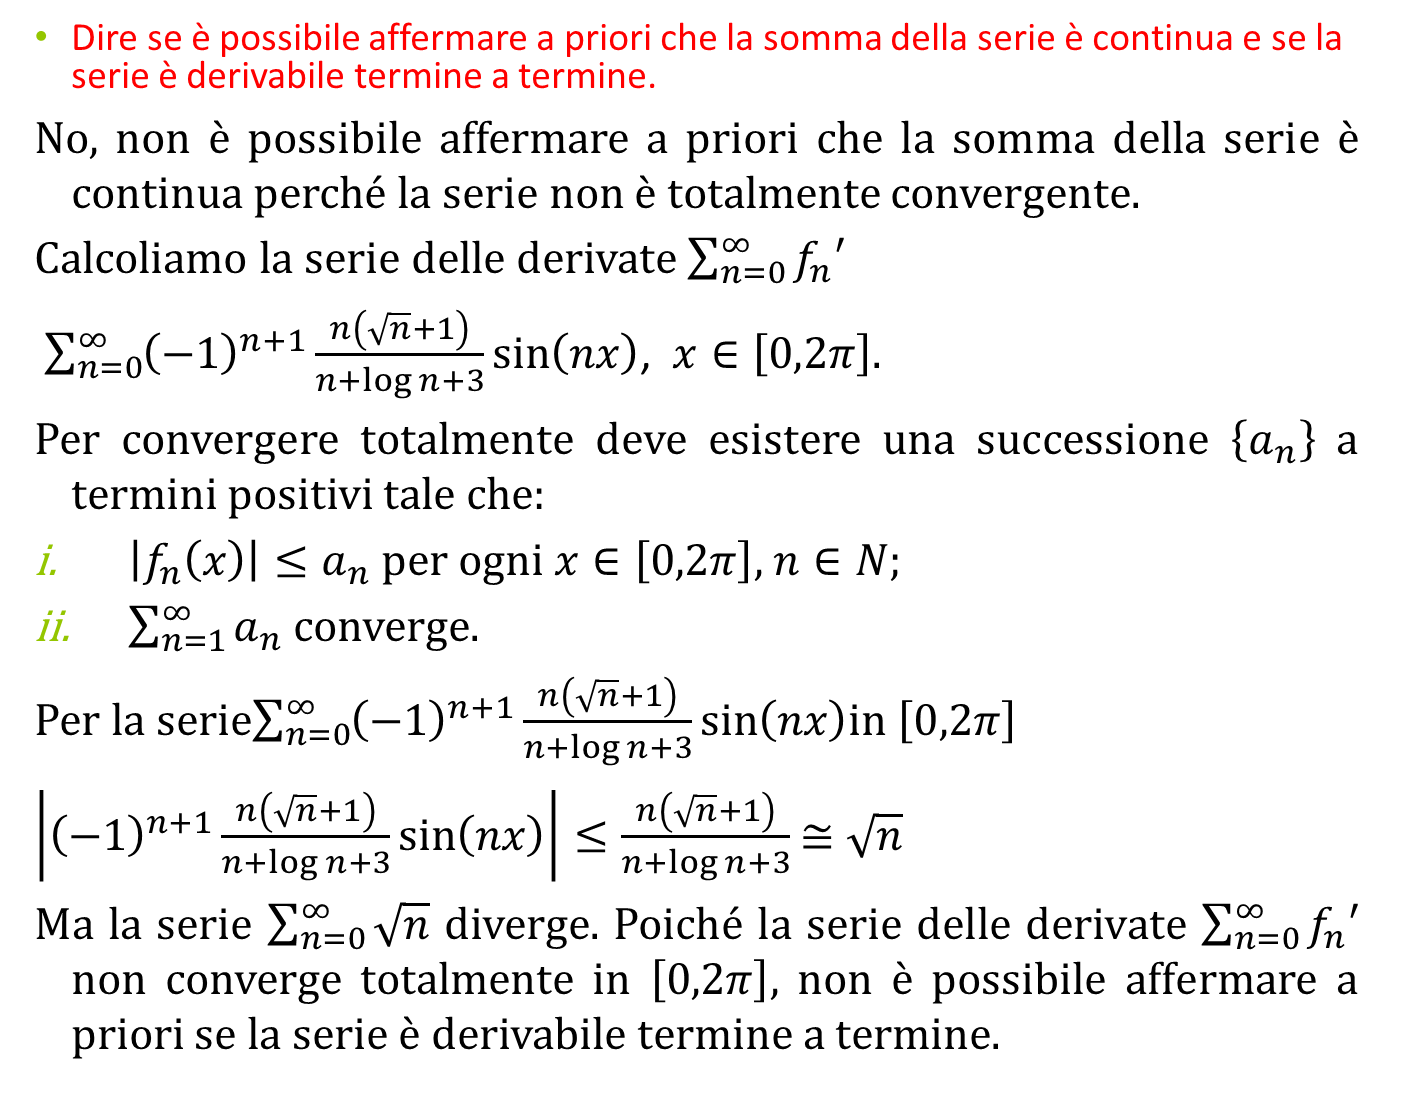 • Dire se è possibile affermare a priori che la somma della serie è continua e se la
serie è derivabile termine a termine.
No, non è possibile affermare a priori che la somma della serie è
continua perché la serie non è totalmente convergente.
Calcoliamo la serie delle derivate ∑_{n=0}^{∞} f_n′
∑_{n=0}^{∞}(−1)^{n+1} \frac{n(√n+1)}{n+log n+3} sin(nx), x ∈ [0,2π].
Per convergere totalmente deve esistere una successione {a_n} a
termini positivi tale che:
i. |f_n(x)| ≤ a_n per ogni x ∈ [0,2π], n ∈ N;
ii. ∑_{n=1}^{∞} a_n converge.
Per la serie∑_{n=0}^{∞}(−1)^{n+1} \frac{n(√n+1)}{n+log n+3} sin(nx)in [0,2π]
|(−1)^{n+1} \frac{n(√n+1)}{n+log n+3} sin(nx)| ≤ \frac{n(√n+1)}{n+log n+3} ≅ √n
Ma la serie ∑_{n=0}^{∞} √n diverge. Poiché la serie delle derivate ∑_{n=0}^{∞} f_n′
non converge totalmente in [0,2π], non è possibile affermare a
priori se la serie è derivabile termine a termine.